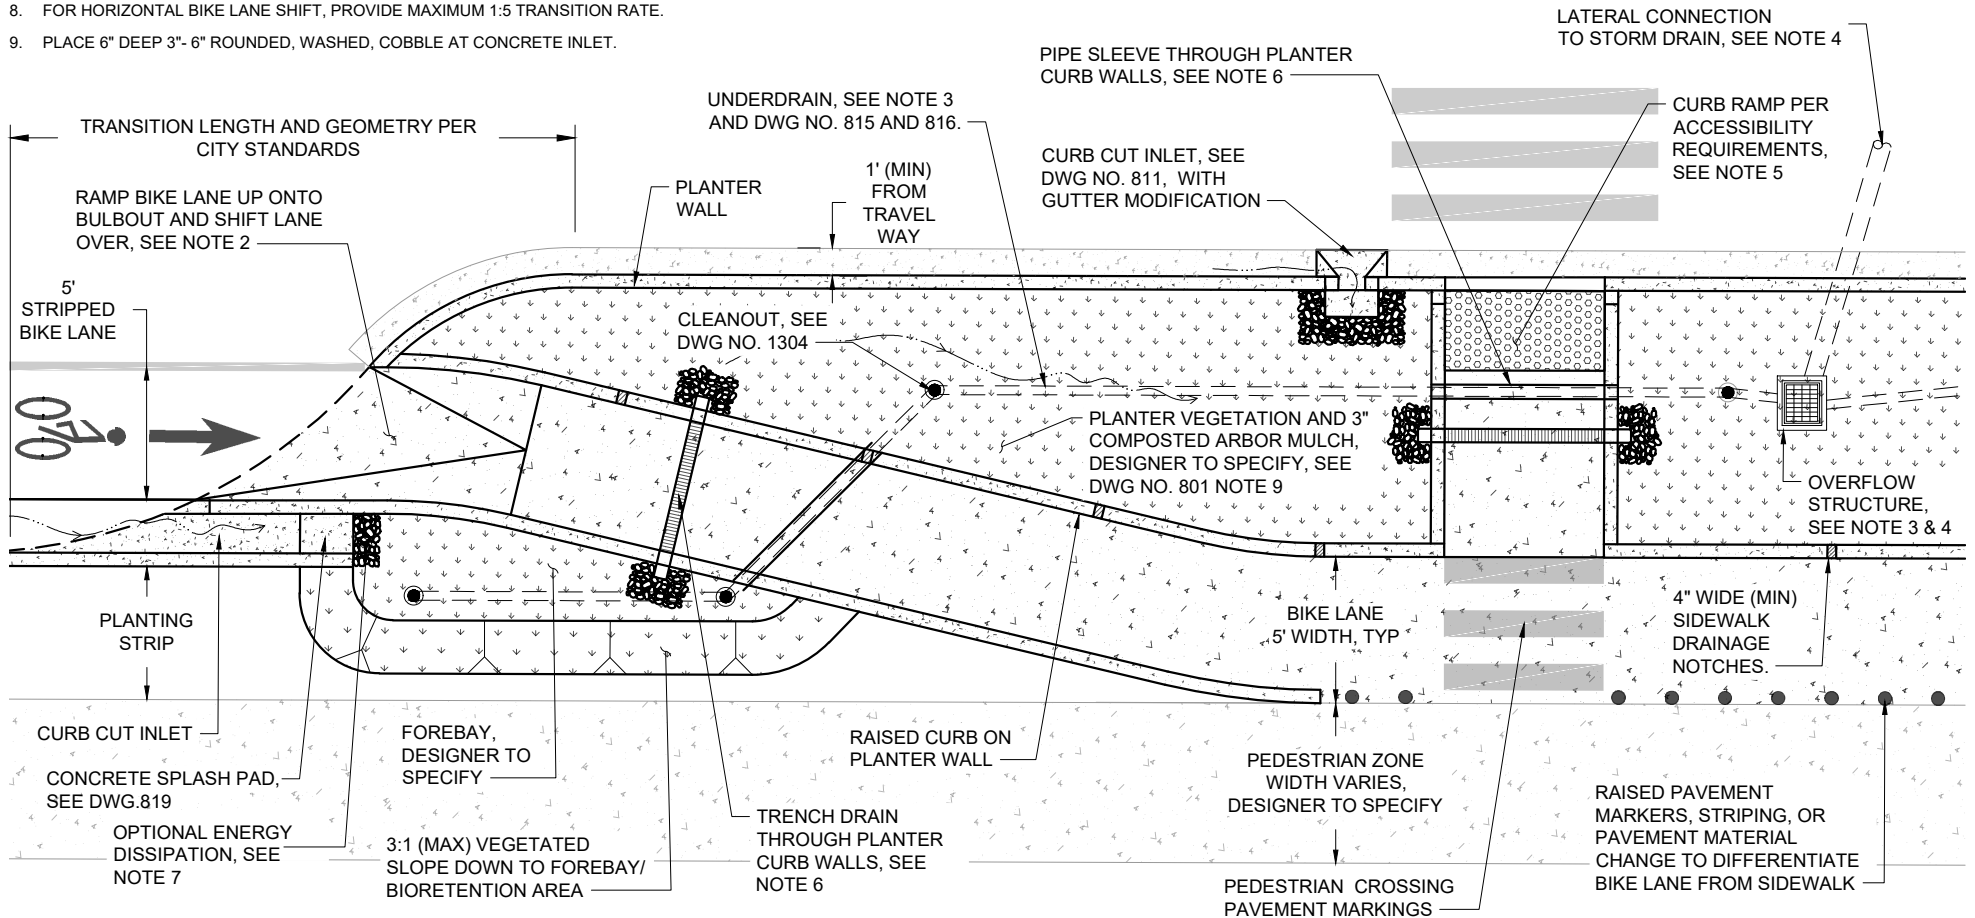 8. FOR HORIZONTAL BIKE LANE SHIFT, PROVIDE MAXIMUM 1:5 TRANSITION RATE.
9. PLACE 6" DEEP 3"- 6" ROUNDED, WASHED, COBBLE AT CONCRETE INLET.
LATERAL CONNECTION
TO STORM DRAIN, SEE NOTE 4
PIPE SLEEVE THROUGH PLANTER
CURB WALLS, SEE NOTE 6
UNDERDRAIN, SEE NOTE 3
AND DWG NO. 815 AND 816.
CURB RAMP PER
ACCESSIBILITY
REQUIREMENTS,
SEE NOTE 5
TRANSITION LENGTH AND GEOMETRY PER
CITY STANDARDS
CURB CUT INLET, SEE
DWG NO. 811, WITH
GUTTER MODIFICATION
1' (MIN)
FROM
TRAVEL
WAY
PLANTER
WALL
RAMP BIKE LANE UP ONTO
BULBOUT AND SHIFT LANE
OVER, SEE NOTE 2
5'
STRIPPED
BIKE LANE
CLEANOUT, SEE
DWG NO. 1304
PLANTER VEGETATION AND 3"
COMPOSTED ARBOR MULCH,
DESIGNER TO SPECIFY, SEE
DWG NO. 801 NOTE 9
OVERFLOW
STRUCTURE,
SEE NOTE 3 & 4
PLANTING
STRIP
BIKE LANE
5' WIDTH, TYP
4" WIDE (MIN)
SIDEWALK
DRAINAGE
NOTCHES.
CURB CUT INLET
FOREBAY,
DESIGNER TO
SPECIFY
RAISED CURB ON
PLANTER WALL
PEDESTRIAN ZONE
WIDTH VARIES,
DESIGNER TO SPECIFY
CONCRETE SPLASH PAD,
SEE DWG.819
RAISED PAVEMENT
MARKERS, STRIPING, OR
PAVEMENT MATERIAL
CHANGE TO DIFFERENTIATE
BIKE LANE FROM SIDEWALK
OPTIONAL ENERGY
DISSIPATION, SEE
NOTE 7
3:1 (MAX) VEGETATED
SLOPE DOWN TO FOREBAY/
BIORETENTION AREA
TRENCH DRAIN
THROUGH PLANTER
CURB WALLS, SEE
NOTE 6
PEDESTRIAN CROSSING
PAVEMENT MARKINGS